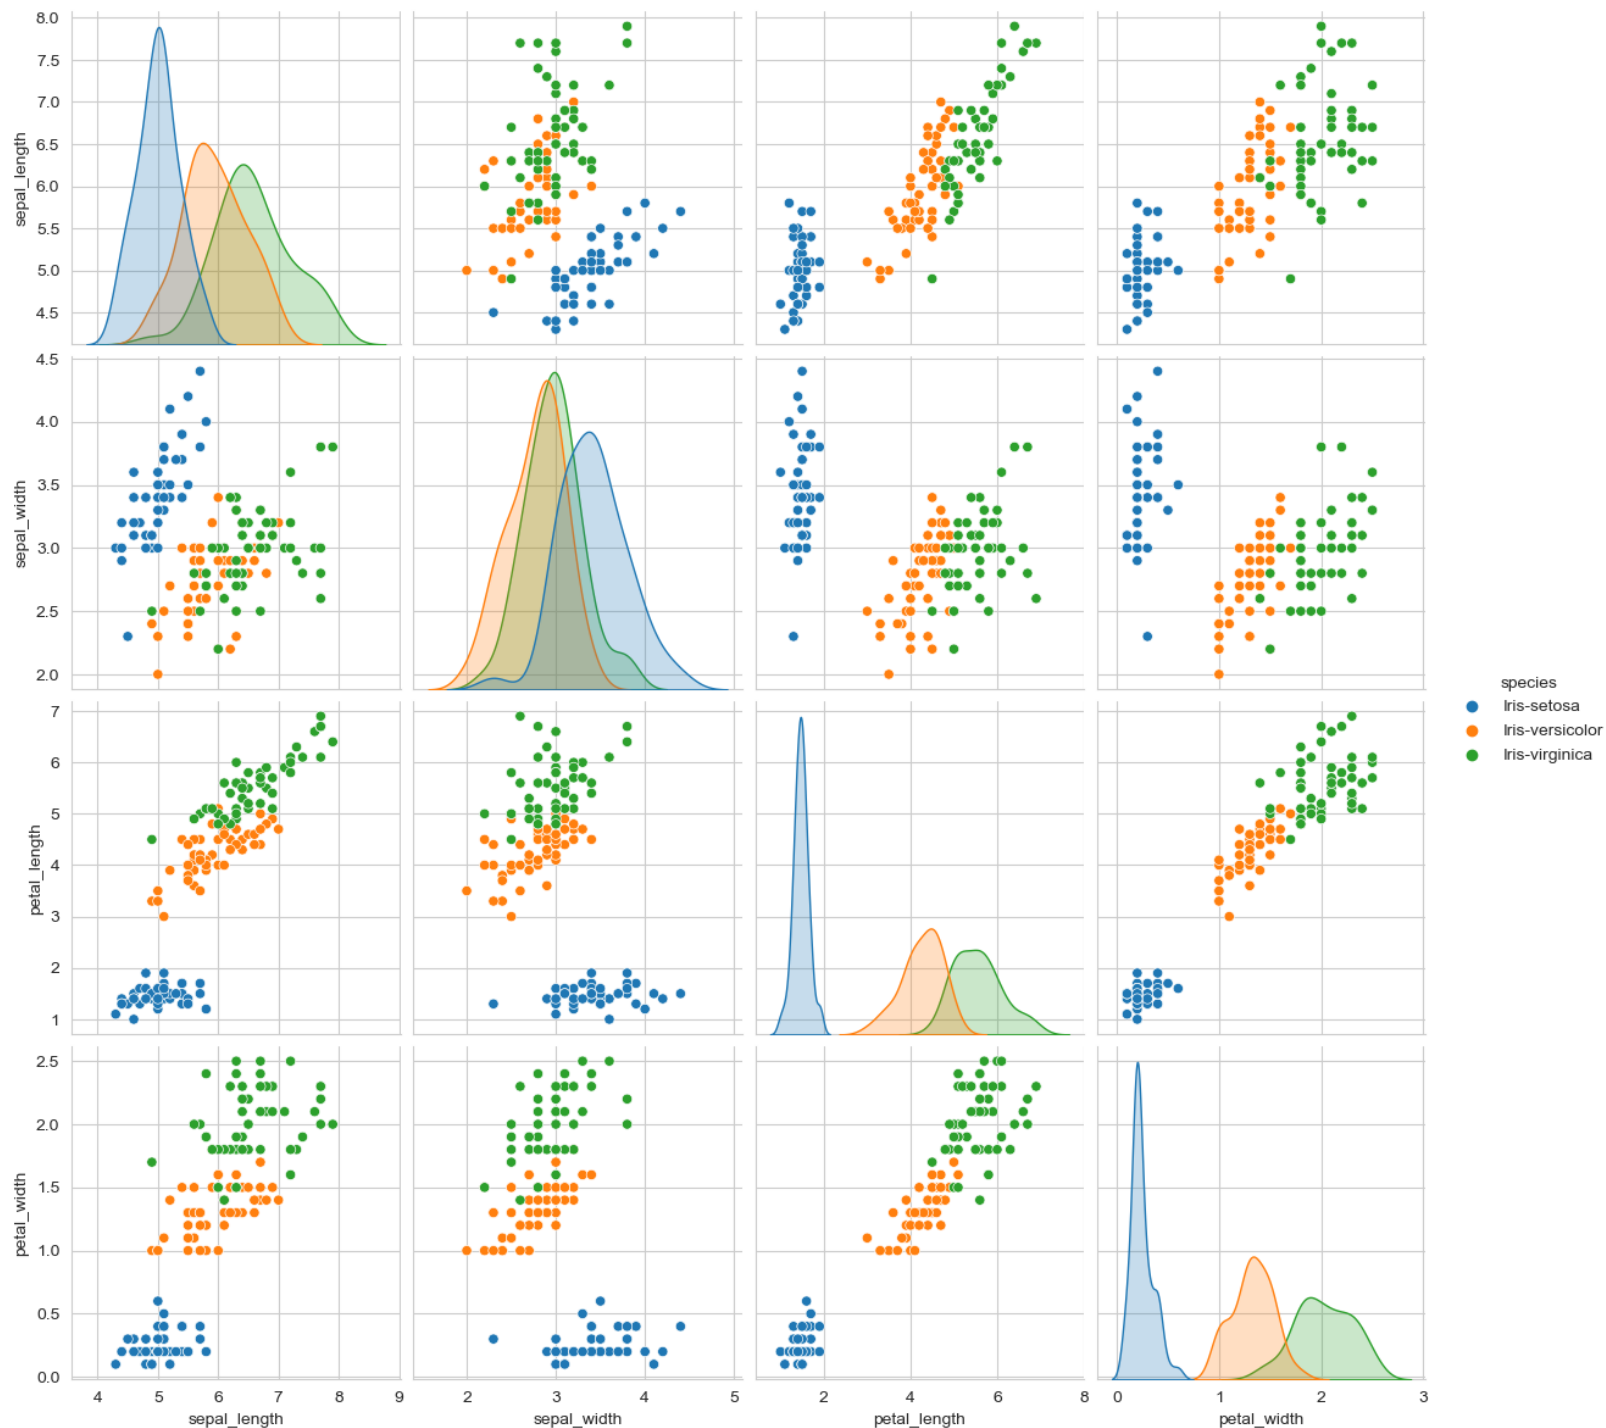 8.0
7.5
7.0
6.5
6.0
5.5
5.0
4.5
sepal_length
4.5
4.0
3.5
3.0
2.5
2.0
sepal_width
7
6
5
4
3
2
1
petal_length
2.5
2.0
1.5
1.0
0.5
0.0
petal_width
4 5 6 7 8 9
sepal_length
2 3 4 5
sepal_width
2 4 6 8
petal_length
0 1 2 3
petal_width
species
Iris-setosa
Iris-versicolor
Iris-virginica